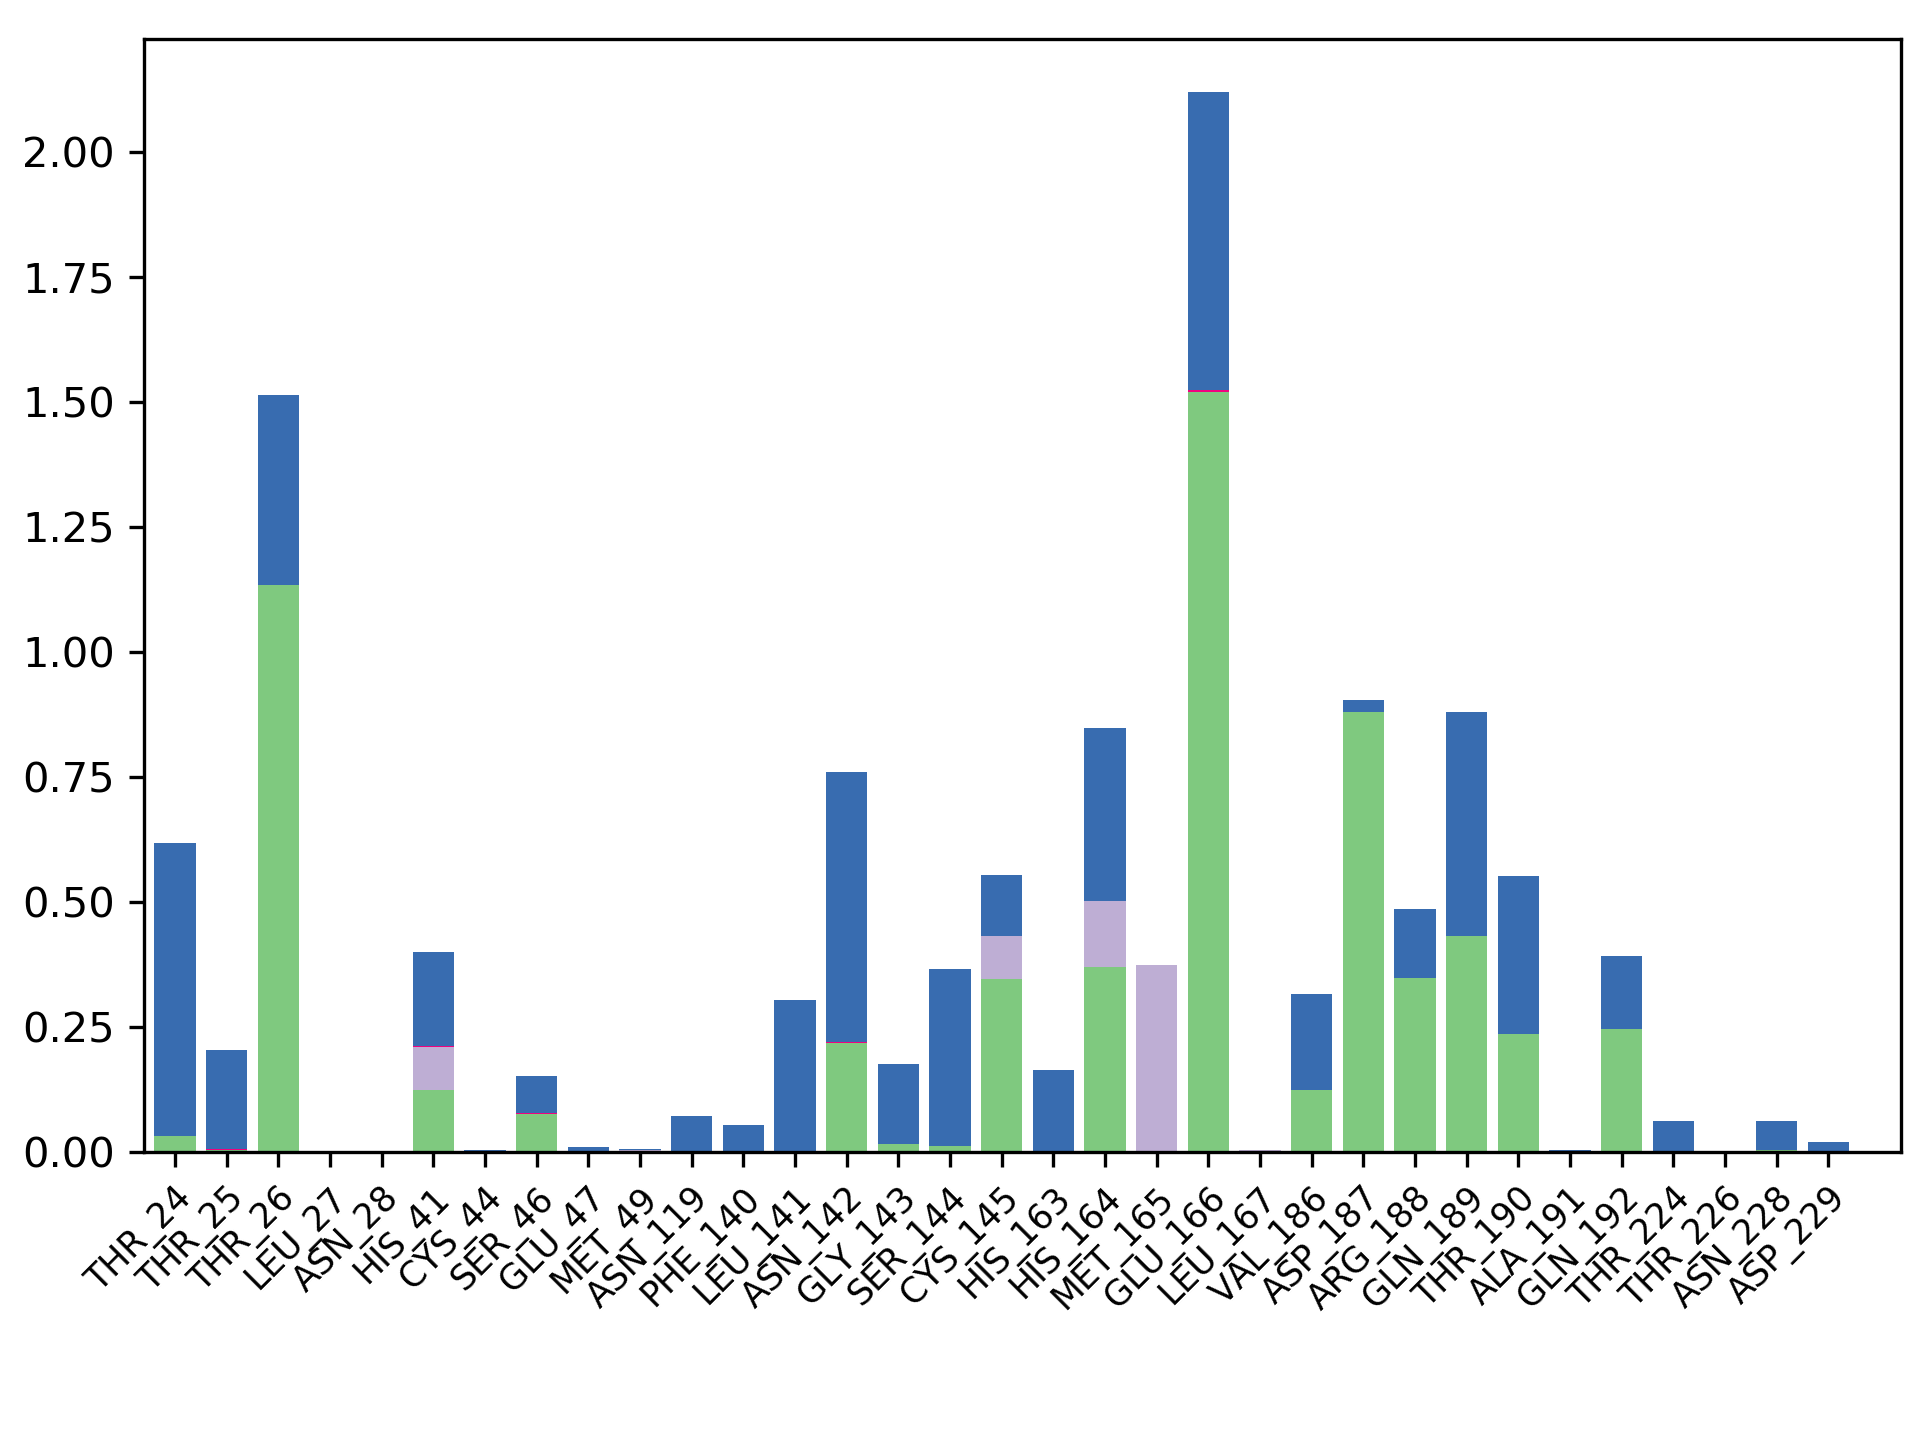 2.00
1.75
1.50
1.25
1.00
0.75
0.50
0.25
0.00
THR_24
THR_25
THR_26
LEU_27
ASN_28
HIS_41
CYS_44
SER_46
GLU_47
MET_49
ASN_119
PHE_140
LEU_141
ASN_142
GLY_143
SER_144
CYS_145
HIS_163
HIS_164
MET_165
GLU_166
LEU_167
VAL_186
ASP_187
ARG_188
GLN_189
THR_190
ALA_191
GLN_192
THR_224
THR_226
ASN_228
ASP_229